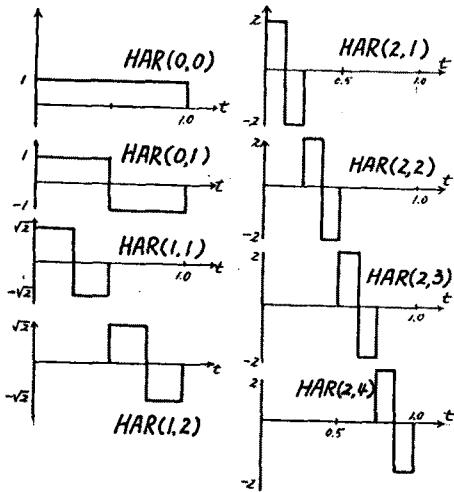 HAR(0,0)
1
1.0
t
HAR(0,1)
1
-1
t
HAR(1,1)
√2
-√2
1.0
t
√2
-√2
t
HAR(1,2)
2
HAR(2,1)
t
0.5
1.0
-2
2
HAR(2,2)
t
1.0
-2
2
HAR(2,3)
t
1.0
-2
2
HAR(2,4)
t
0.5
1.0
-2